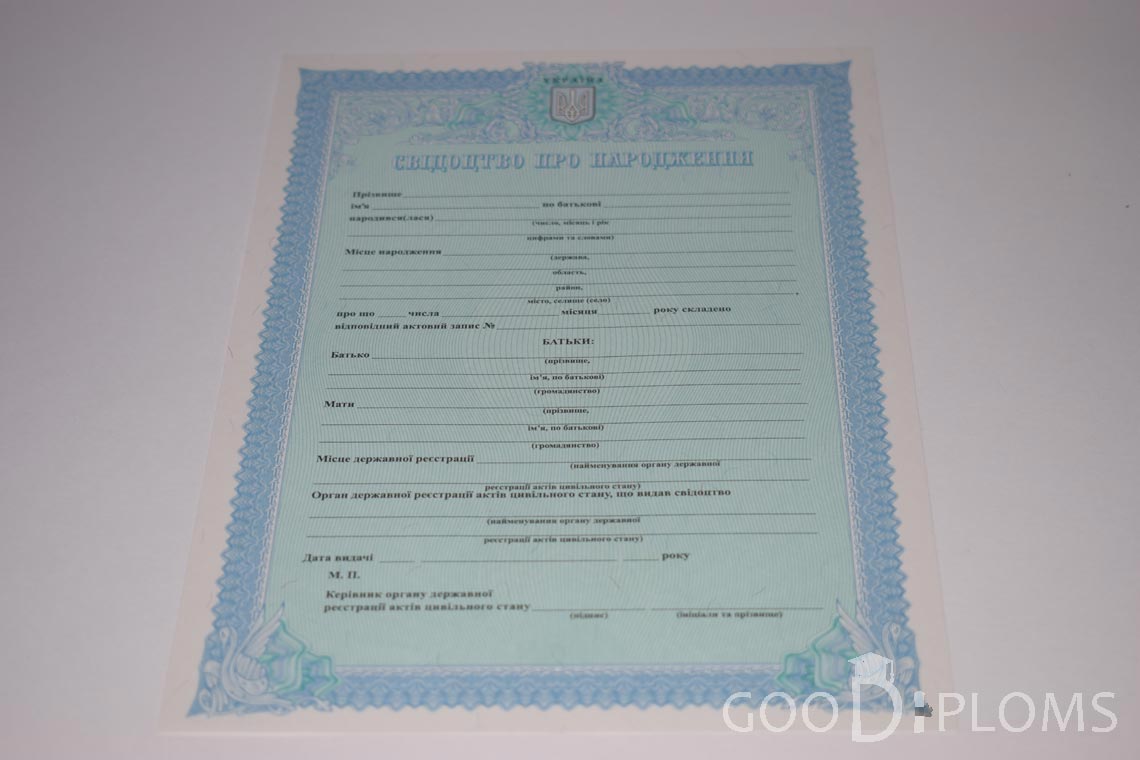 УКРАЇНА
СВІДОЦТВО ПРО НАРОДЖЕННЯ
Прізвище
ім'я по батькові
народився(лася)
(число, місяць і рік
цифрами та словами)
Місце народження
(держава,
область,
район,
місто, селище (село)
про що числа місяця року складено
відповідний актовий запис №
БАТЬКИ:
Батько
(прізвище,
ім'я, по батькові)
(громадянство)
Мати
(прізвище,
ім'я, по батькові)
(громадянство)
Місце державної реєстрації
(найменування органу державної
реєстрації актів цивільного стану)
Орган державної реєстрації актів цивільного стану, що видав свідоцтво
(найменування органу державної
реєстрації актів цивільного стану)
Дата видачі року
М. П.
Керівник органу державної
реєстрації актів цивільного стану
(підпис) (ініціали та прізвище)
GOODIPLOMS